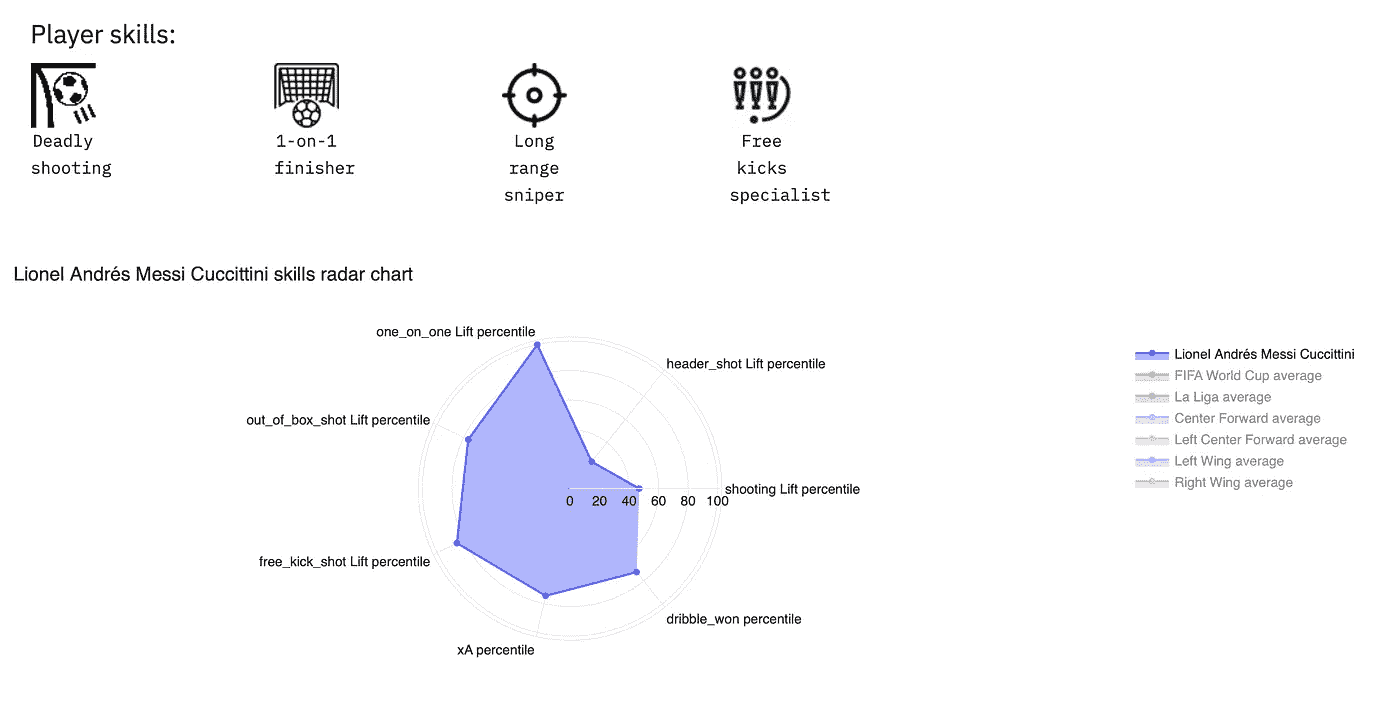 Player skills:
Deadly
shooting
1-on-1
finisher
Long
range
sniper
Free
kicks
specialist
Lionel Andrés Messi Cuccittini skills radar chart
one_on_one Lift percentile
header_shot Lift percentile
out_of_box_shot Lift percentile
shooting Lift percentile
0 20 40 60 80 100
free_kick_shot Lift percentile
dribble_won percentile
xA percentile
Lionel Andrés Messi Cuccittini
FIFA World Cup average
La Liga average
Center Forward average
Left Center Forward average
Left Wing average
Right Wing average